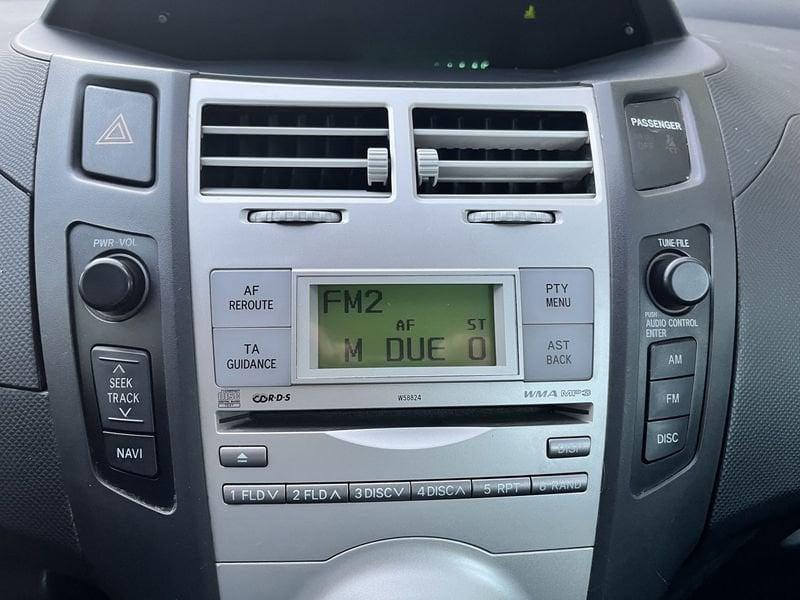 PASSENGER
OFF
PWR·VOL
TUNE·FILE
AF
REROUTE
TA
GUIDANCE
FM2
AF ST
M DUE O
PTY
MENU
AST
BACK
PUSH
AUDIO CONTROL
ENTER
SEEK
TRACK
NAVI
AM
FM
DISC
R·D·S
W58824
WMA MP3
DISP
1 FLD ∨
2 FLD ∧
3 DISC ∨
4 DISC ∧
5 RPT
6 RAND